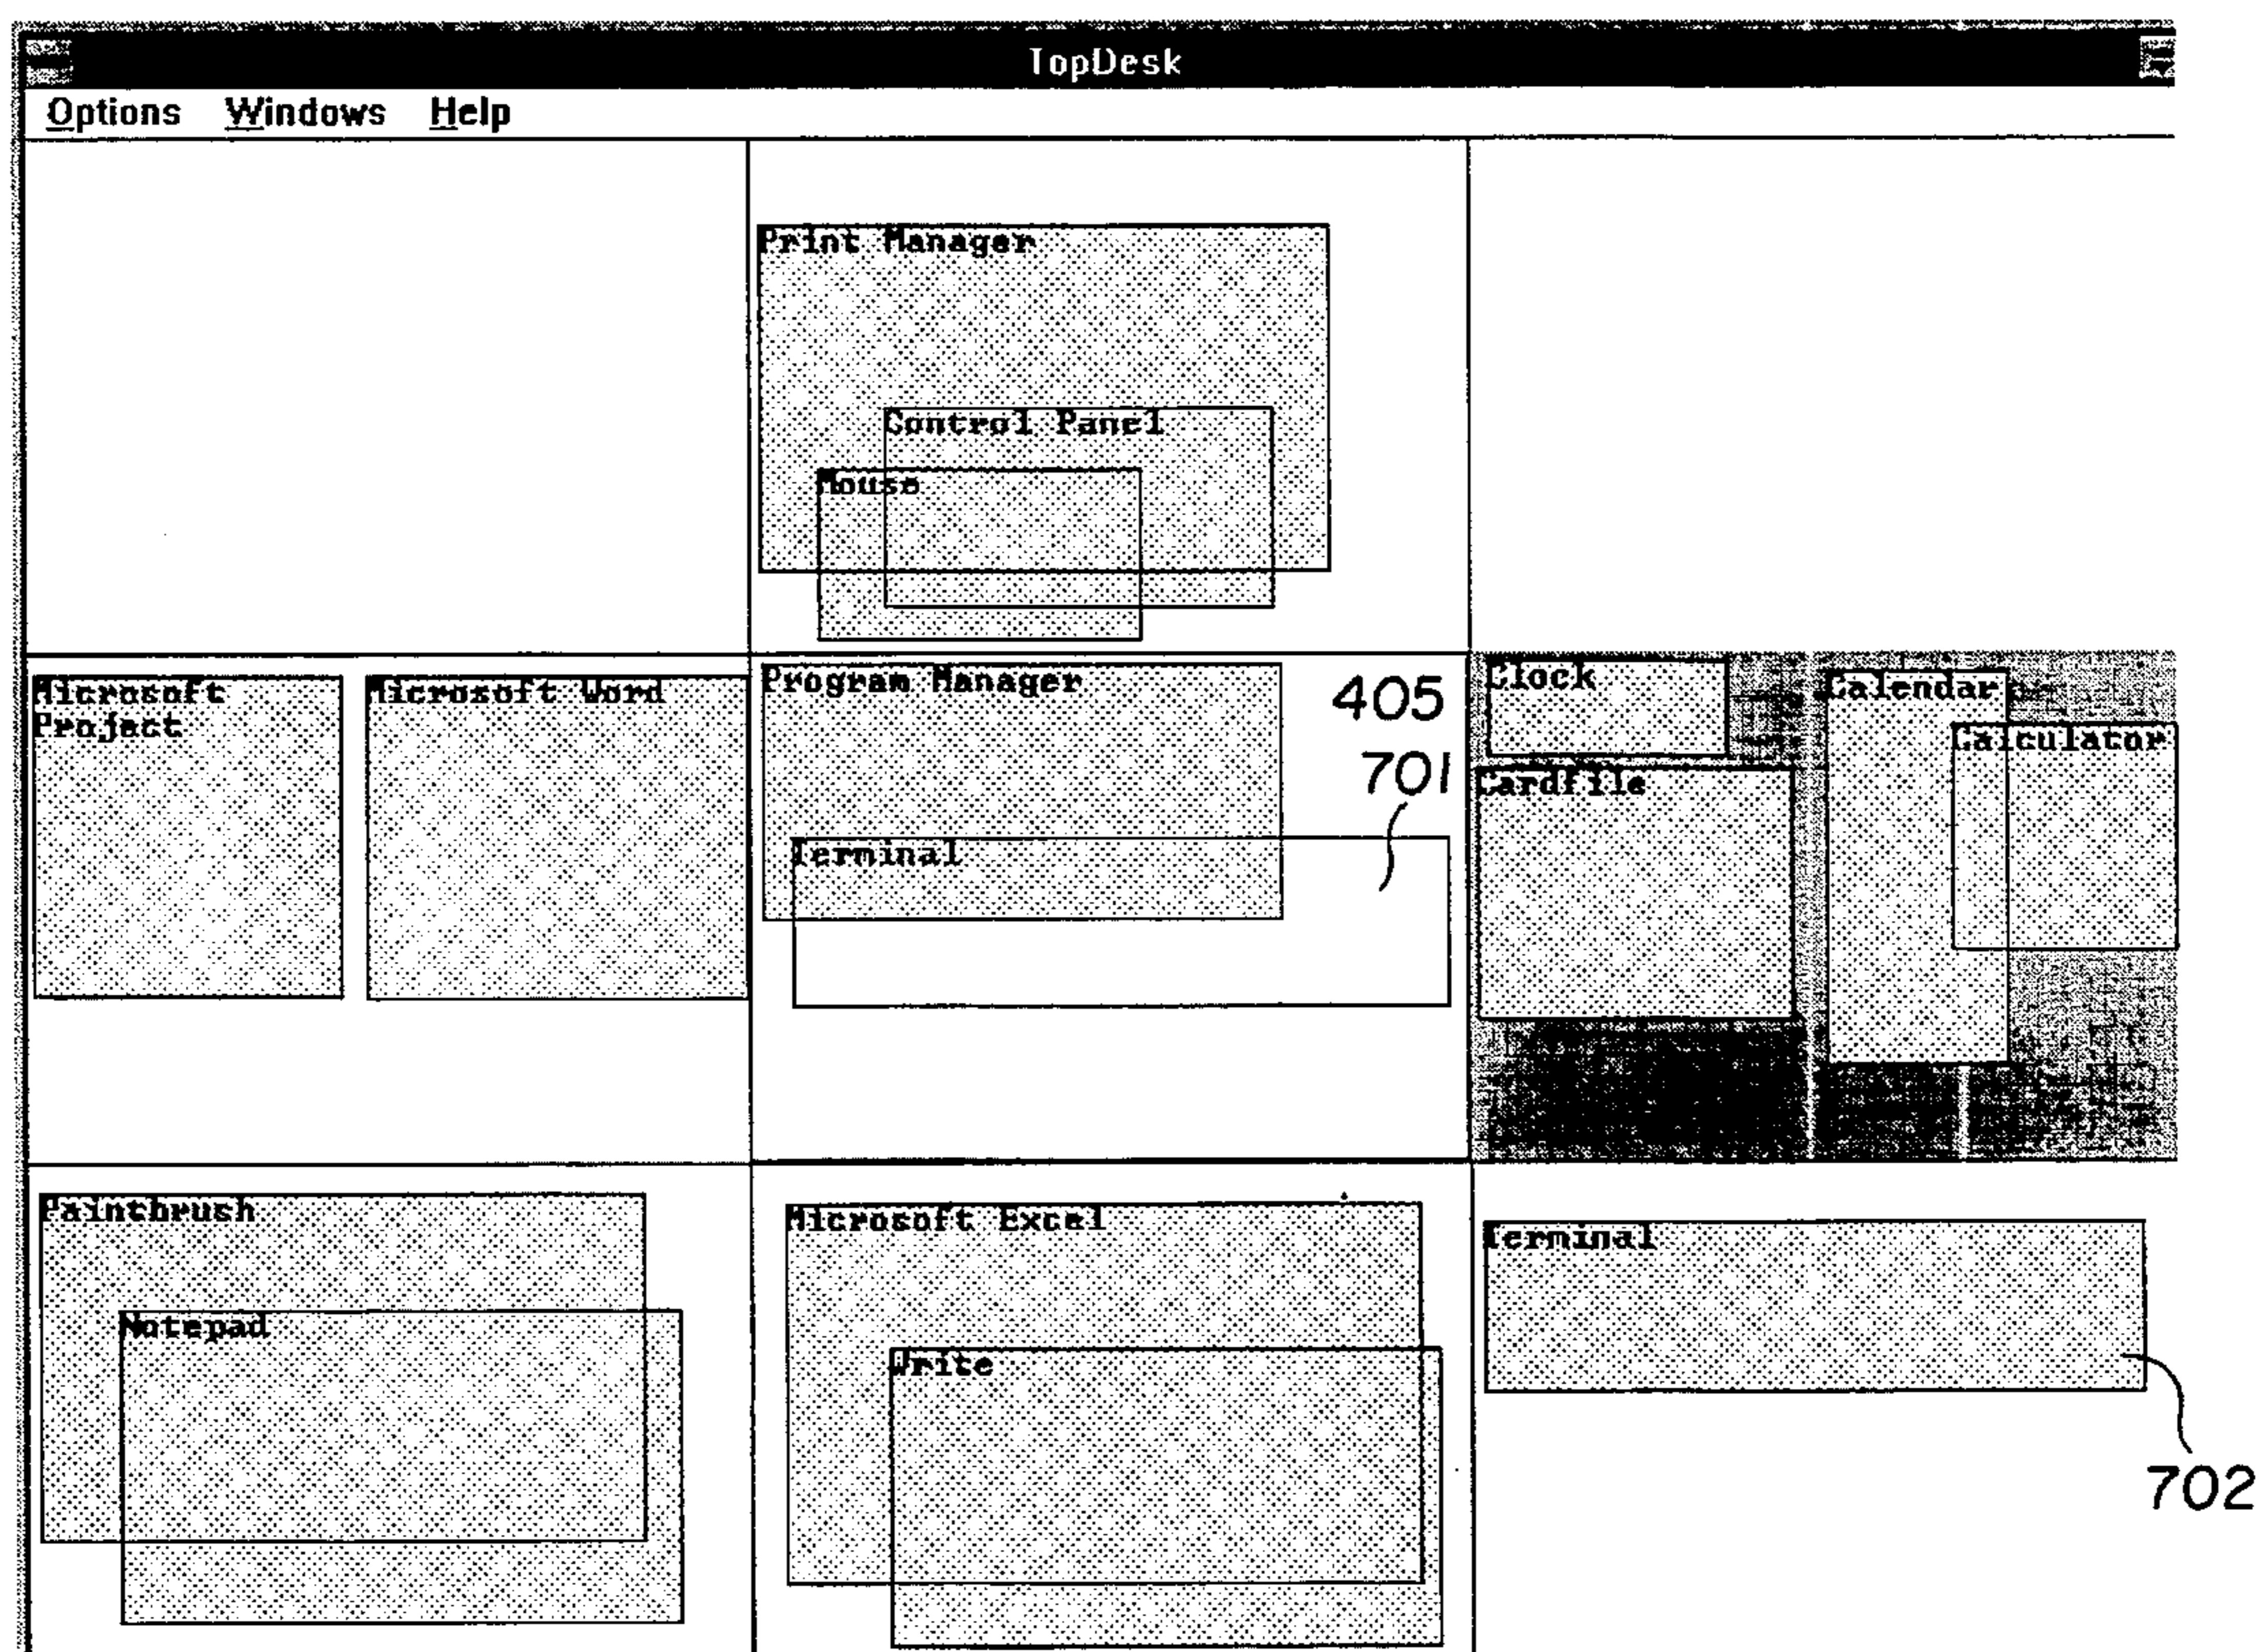 TopDesk
Options Windows Help
Print Manager
Control Panel
Mouse
Microsoft
Project
Microsoft Word
Program Manager
405
701
Terminal
Clock
Calendar
Calculator
Cardfile
Paintbrush
Notepad
Microsoft Excel
Write
Terminal
702